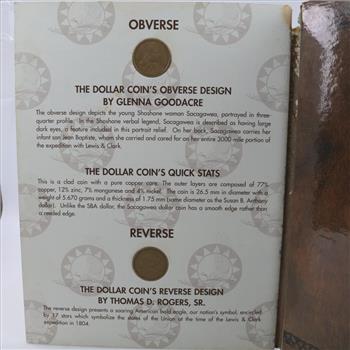 OBVERSE
THE DOLLAR COIN'S OBVERSE DESIGN
BY GLENNA GOODACRE
The obverse design depicts the young Shoshone woman Sacagawea, portrayed in three-
quarter profile. In the Shoshone verbal legend, Sacagawea is described as having large
dark eyes, a feature included in this portrait relief. On her back, Sacagawea carries her
infant son Jean Baptiste, whom she carried and cared for on her entire 3000 mile portion of
the expedition with Lewis & Clark.
THE DOLLAR COIN'S QUICK STATS
This is a clad coin with a pure copper core. The outer layers are composed of 77%
copper, 12% zinc, 7% manganese and 4% nickel. The coin is 26.5 mm in diameter with a
weight of 5.670 grams and a thickness of 1.75 mm (same diameter as the Susan B. Anthony
dollar). Unlike the SBA dollar, the Sacagawea dollar coin has a smooth edge rather than
a reeded edge.
REVERSE
THE DOLLAR COIN'S REVERSE DESIGN
BY THOMAS D. ROGERS, SR.
The reverse design presents a soaring American bald eagle, our nation's symbol, encircled
by 17 stars which symbolize the states of the Union at the time of the Lewis & Clark
expedition in 1804.